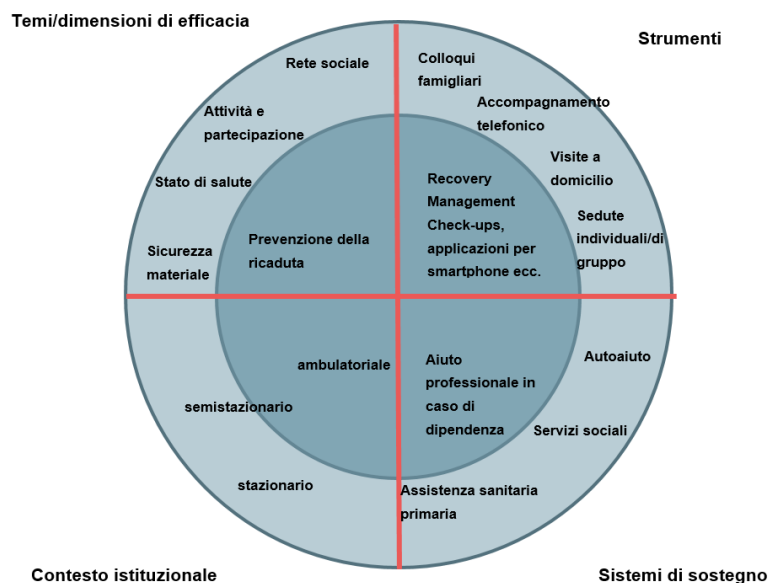 Temi/dimensioni di efficacia
Strumenti
Rete sociale
Attività e
partecipazione
Stato di salute
Sicurezza
materiale
Prevenzione della
ricaduta
Colloqui
famigliari
Accompagnamento
telefonico
Visite a
domicilio
Sedute
individuali/di
gruppo
Recovery
Management
Check-ups,
applicazioni per
smartphone ecc.
ambulatoriale
semistazionario
stazionario
Aiuto
professionale in
caso di
dipendenza
Autoaiuto
Servizi sociali
Assistenza sanitaria
primaria
Contesto istituzionale
Sistemi di sostegno